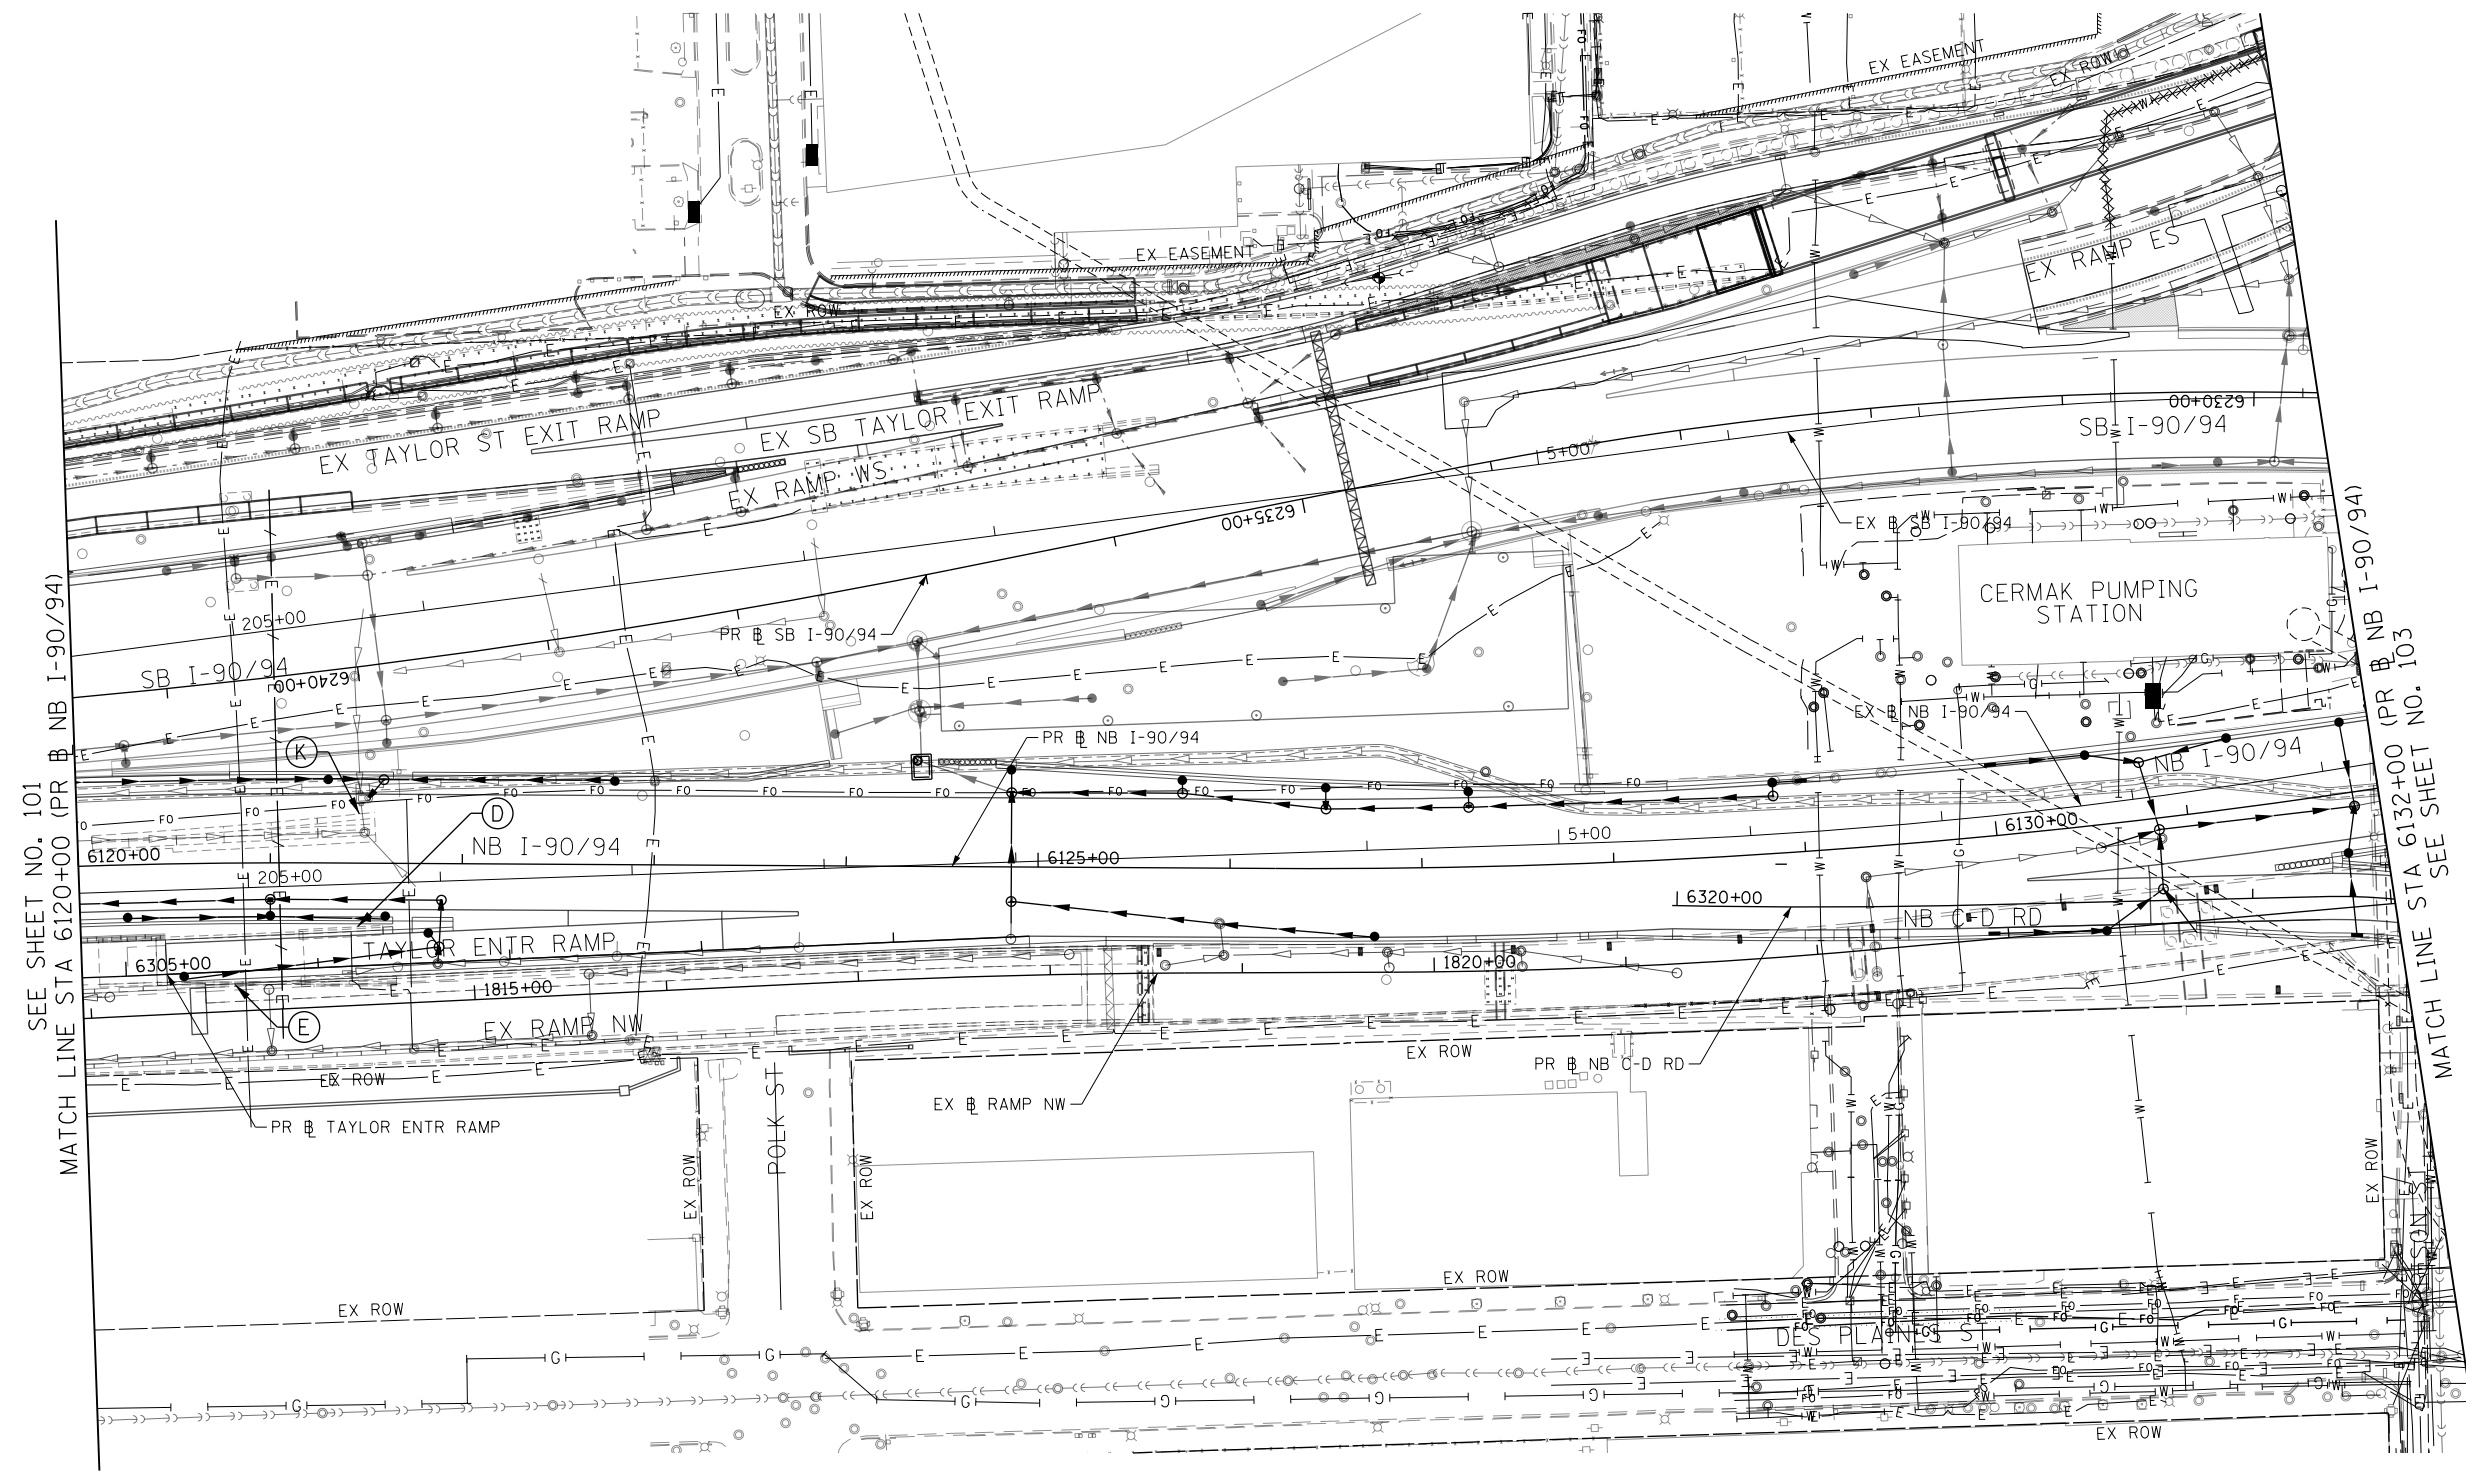 EX EASEMENT
EX ROW
EX EASEMENT
EX RAMP ES
EX ROW
EX TAYLOR ST EXIT RAMP
EX SB TAYLOR EXIT RAMP
EX RAMP WS
6230+00
SB I-90/94
5+00
6235+00
EX B̵L SB I-90/94
CERMAK PUMPING
STATION
205+00
PR B̵L SB I-90/94
SB I-90/94
6240+00
EX B̵L NB I-90/94
K
PR B̵L NB I-90/94
NB I-90/94
D
NB I-90/94
6120+00
6125+00
5+00
6130+00
205+00
6320+00
NB C-D RD
TAYLOR ENTR RAMP
6305+00
1815+00
1820+00
E
EX RAMP NW
EX ROW
EX ROW
PR B̵L NB C-D RD
EX B̵L RAMP NW
PR B̵L TAYLOR ENTR RAMP
POLK ST
EX ROW
EX ROW
EX ROW
EX ROW
EX ROW
DES PLAINES S
EX ROW
SEE SHEET NO. 101
MATCH LINE STA 6120+00 (PR B̵ NB I-90/94)
MATCH LINE STA 6132+00 (PR B̵L NB I-90/94)
SEE SHEET NO. 103